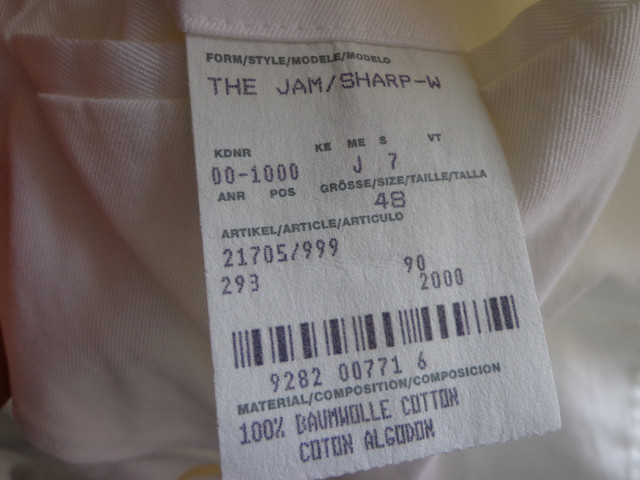 FORM/STYLE/MODELE/MODELO
THE JAM/SHARP-W
KDNR KE ME S VT
00-1000 J 7
ANR POS GRÖSSE/SIZE/TAILLE/TALLA
48
ARTIKEL/ARTICLE/ARTICULO
21705/999
293 90 2000
9282 00771 6
MATERIAL/COMPOSITION/COMPOSICION
100% BAUMWOLLE COTTON
COTON ALGODON